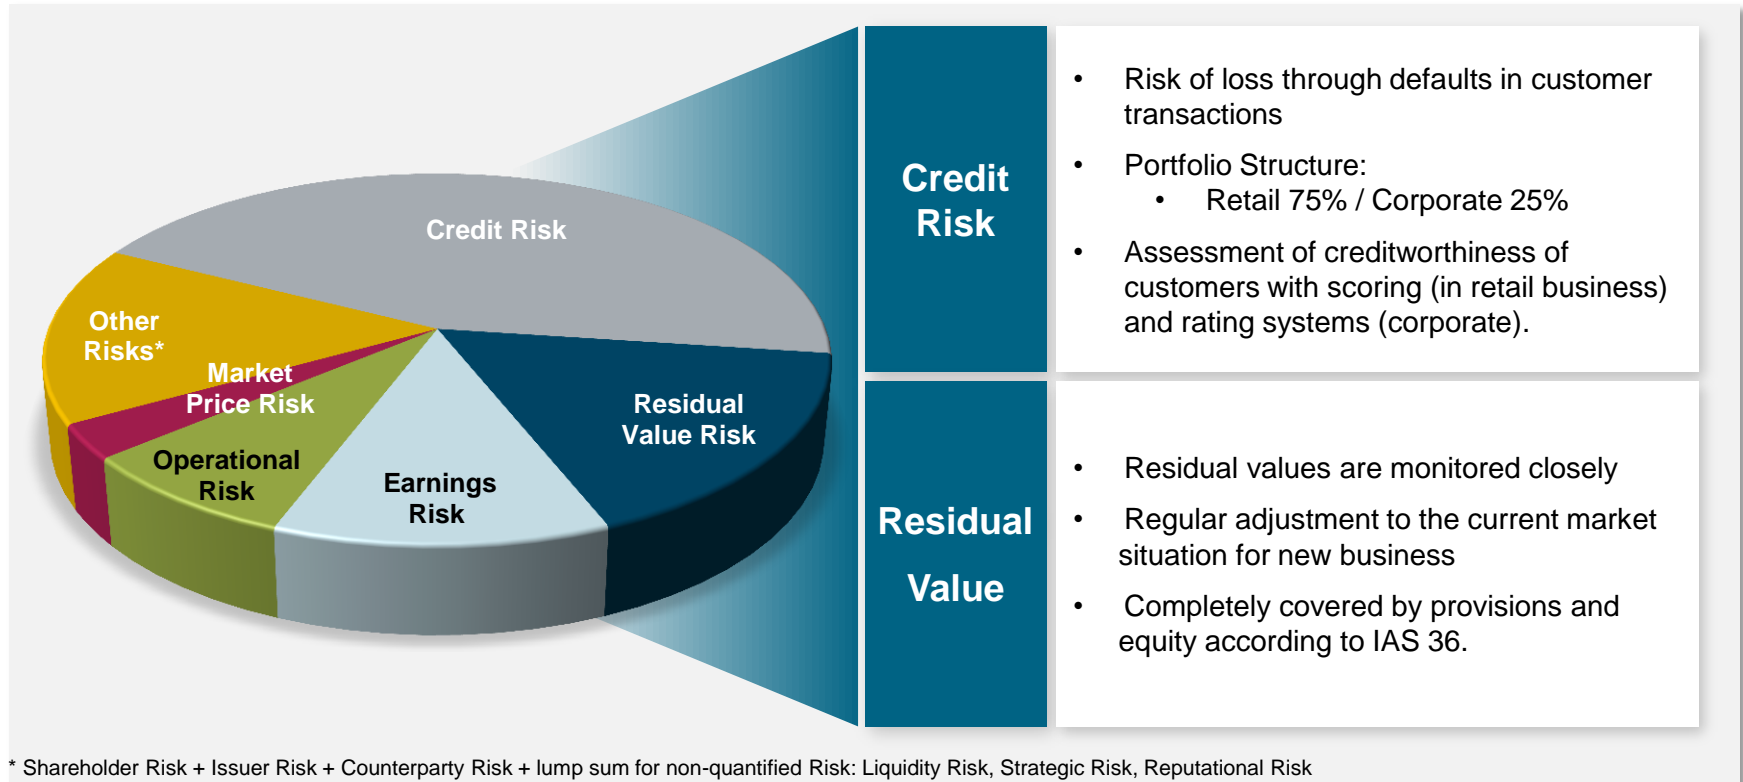 Credit Risk
Other
Risks*
Market
Price Risk
Operational
Risk
Earnings
Risk
Residual
Value Risk
Credit
Risk
• Risk of loss through defaults in customer
transactions
• Portfolio Structure:
• Retail 75% / Corporate 25%
• Assessment of creditworthiness of
customers with scoring (in retail business)
and rating systems (corporate).
Residual
Value
• Residual values are monitored closely
• Regular adjustment to the current market
situation for new business
• Completely covered by provisions and
equity according to IAS 36.
* Shareholder Risk + Issuer Risk + Counterparty Risk + lump sum for non-quantified Risk: Liquidity Risk, Strategic Risk, Reputational Risk